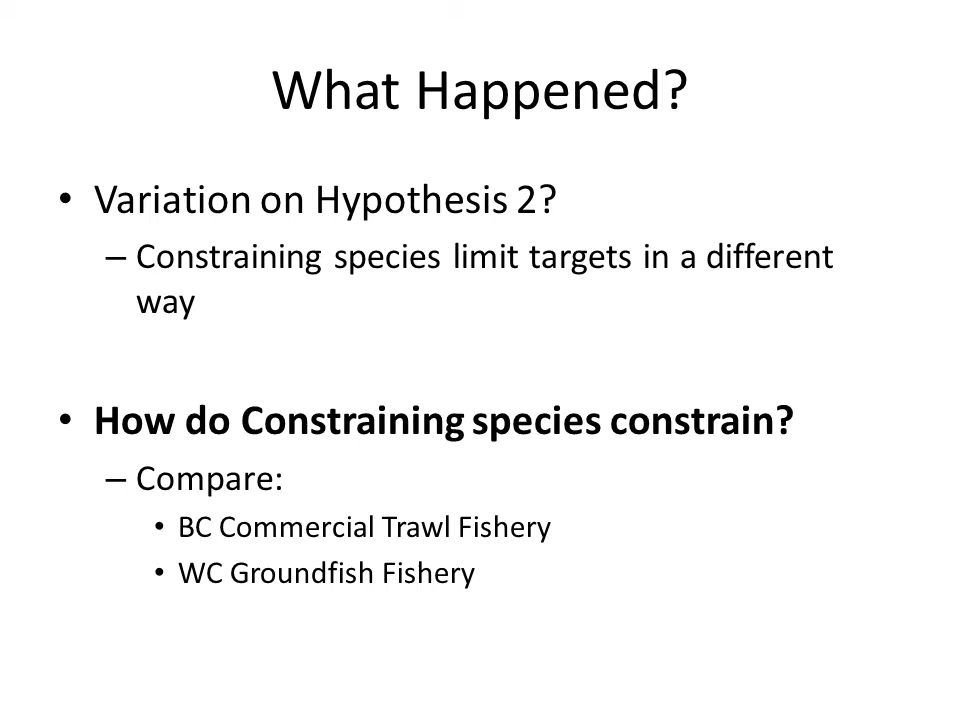 What Happened?
• Variation on Hypothesis 2?
– Constraining species limit targets in a different
way
• How do Constraining species constrain?
– Compare:
• BC Commercial Trawl Fishery
• WC Groundfish Fishery